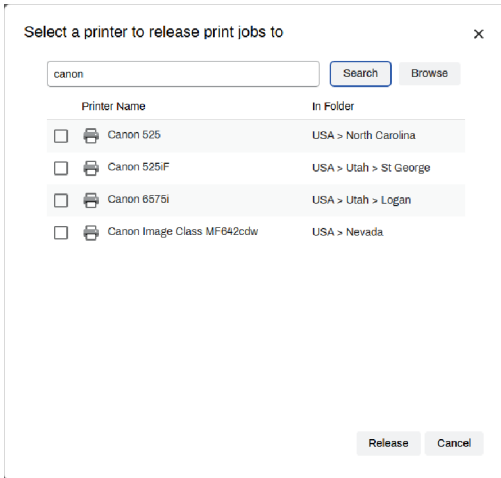 Select a printer to release print jobs to
canon
Search
Browse
Printer Name In Folder
Canon 525 USA > North Carolina
Canon 525iF USA > Utah > St George
Canon 6575i USA > Utah > Logan
Canon Image Class MF642cdw USA > Nevada
Release Cancel